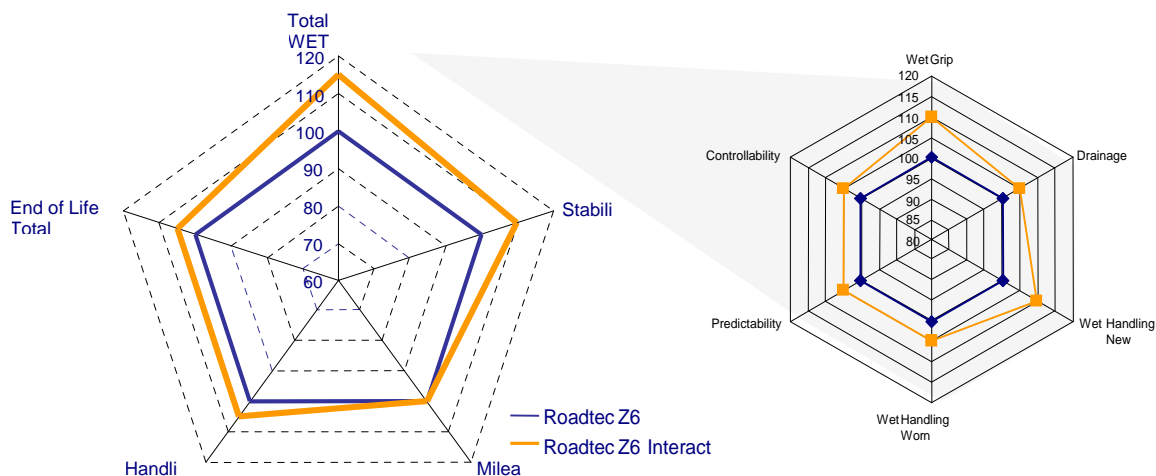 Total
WET
120
110
100
90
80
70
60
Stabili
Milea
Handli
End of Life
Total
Roadtec Z6
Roadtec Z6 Interact
Wet Grip
120
115
110
105
100
95
90
85
80
Drainage
Wet Handling
New
Wet Handling
Worn
Predictability
Controllability